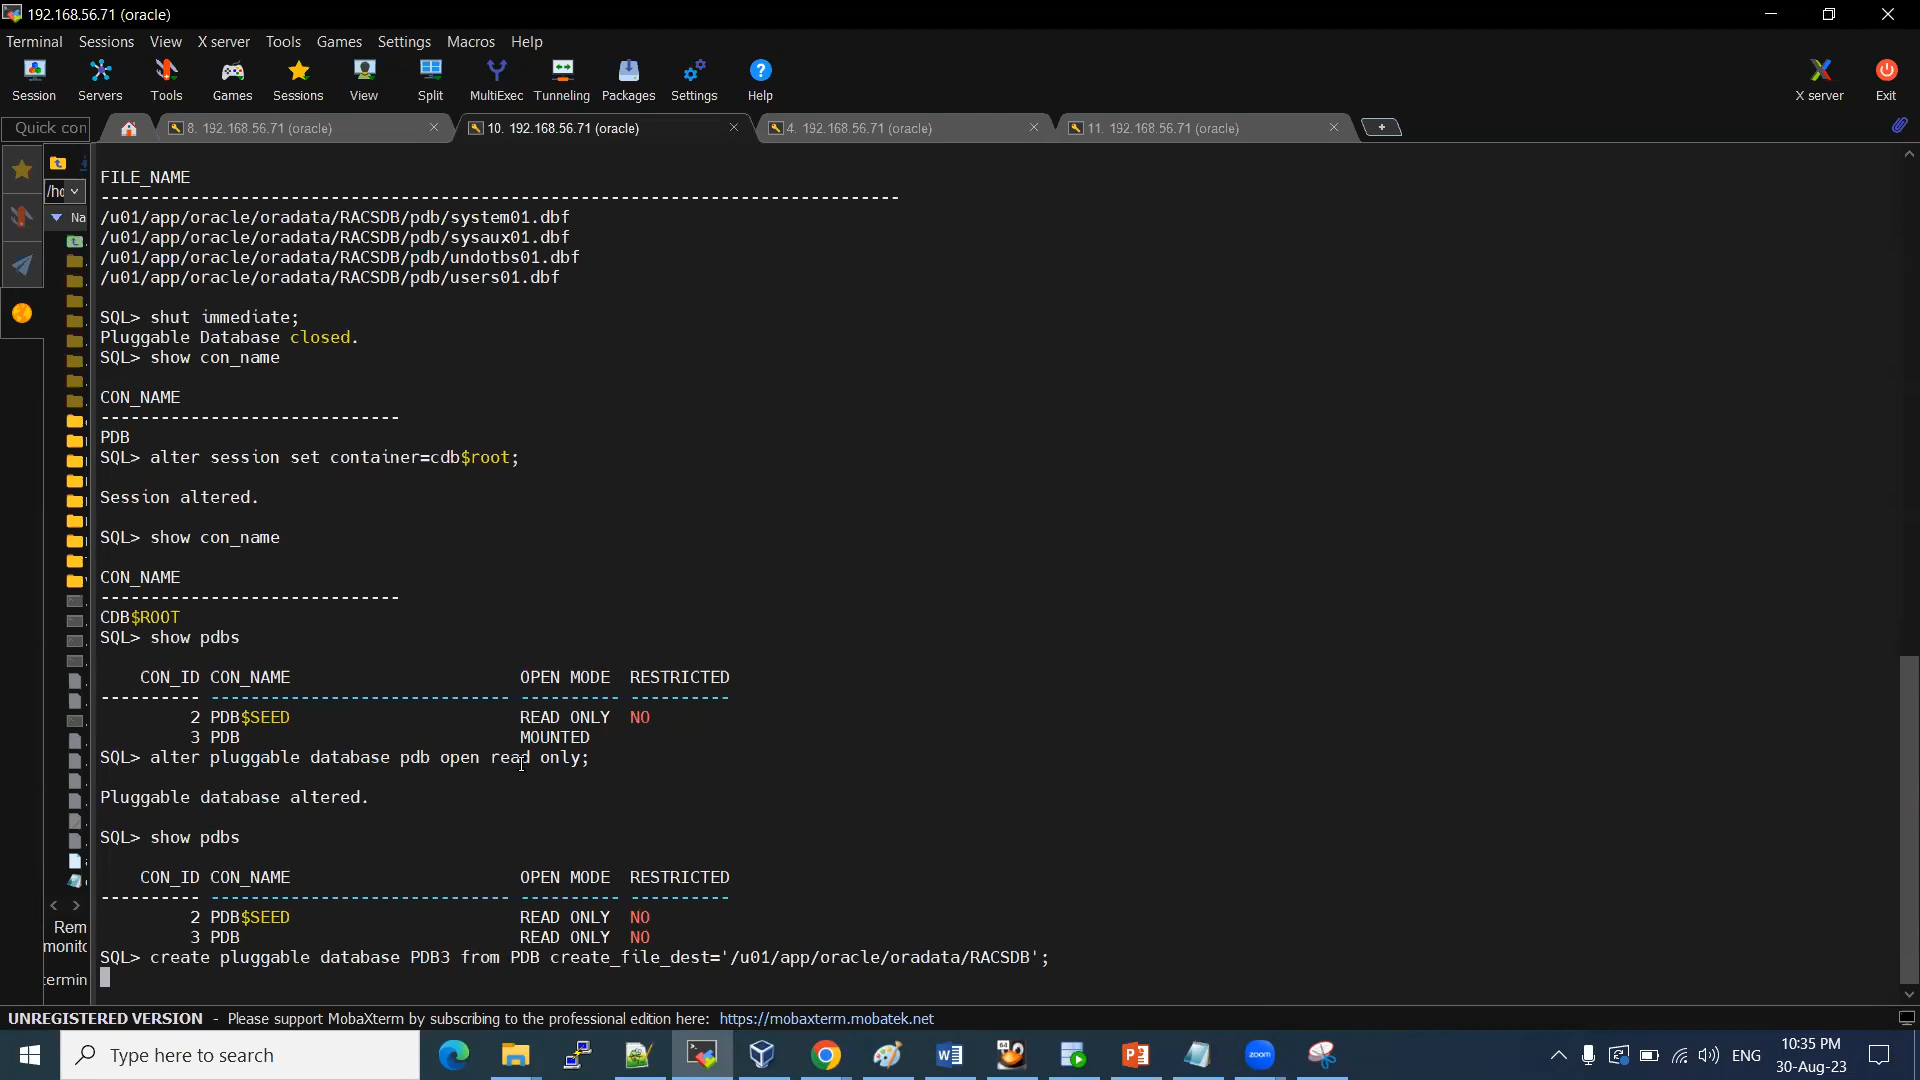 192.168.56.71 (oracle)
Terminal Sessions View X server Tools Games Settings Macros Help
Session Servers Tools Games Sessions View Split MultiExec Tunneling Packages Settings Help X server Exit
Quick con 8. 192.168.56.71 (oracle) 10. 192.168.56.71 (oracle) 4. 192.168.56.71 (oracle) 11. 192.168.56.71 (oracle)
/ho
Na
FILE_NAME
--------------------------------------------------------------------------------
/u01/app/oracle/oradata/RACSDB/pdb/system01.dbf
/u01/app/oracle/oradata/RACSDB/pdb/sysaux01.dbf
/u01/app/oracle/oradata/RACSDB/pdb/undotbs01.dbf
/u01/app/oracle/oradata/RACSDB/pdb/users01.dbf
SQL> shut immediate;
Pluggable Database closed.
SQL> show con_name
CON_NAME
------------------------------
PDB
SQL> alter session set container=cdb$root;
Session altered.
SQL> show con_name
CON_NAME
------------------------------
CDB$ROOT
SQL> show pdbs
CON_ID CON_NAME OPEN MODE RESTRICTED
---------- ------------------------------ ---------- ----------
2 PDB$SEED READ ONLY NO
3 PDB MOUNTED
SQL> alter pluggable database pdb open read only;
Pluggable database altered.
SQL> show pdbs
CON_ID CON_NAME OPEN MODE RESTRICTED
---------- ------------------------------ ---------- ----------
2 PDB$SEED READ ONLY NO
3 PDB READ ONLY NO
SQL> create pluggable database PDB3 from PDB create_file_dest='/u01/app/oracle/oradata/RACSDB';
Rem
monito
termin
UNREGISTERED VERSION - Please support MobaXterm by subscribing to the professional edition here: https://mobaxterm.mobatek.net
Type here to search
zoom
ENG
10:35 PM
30-Aug-23